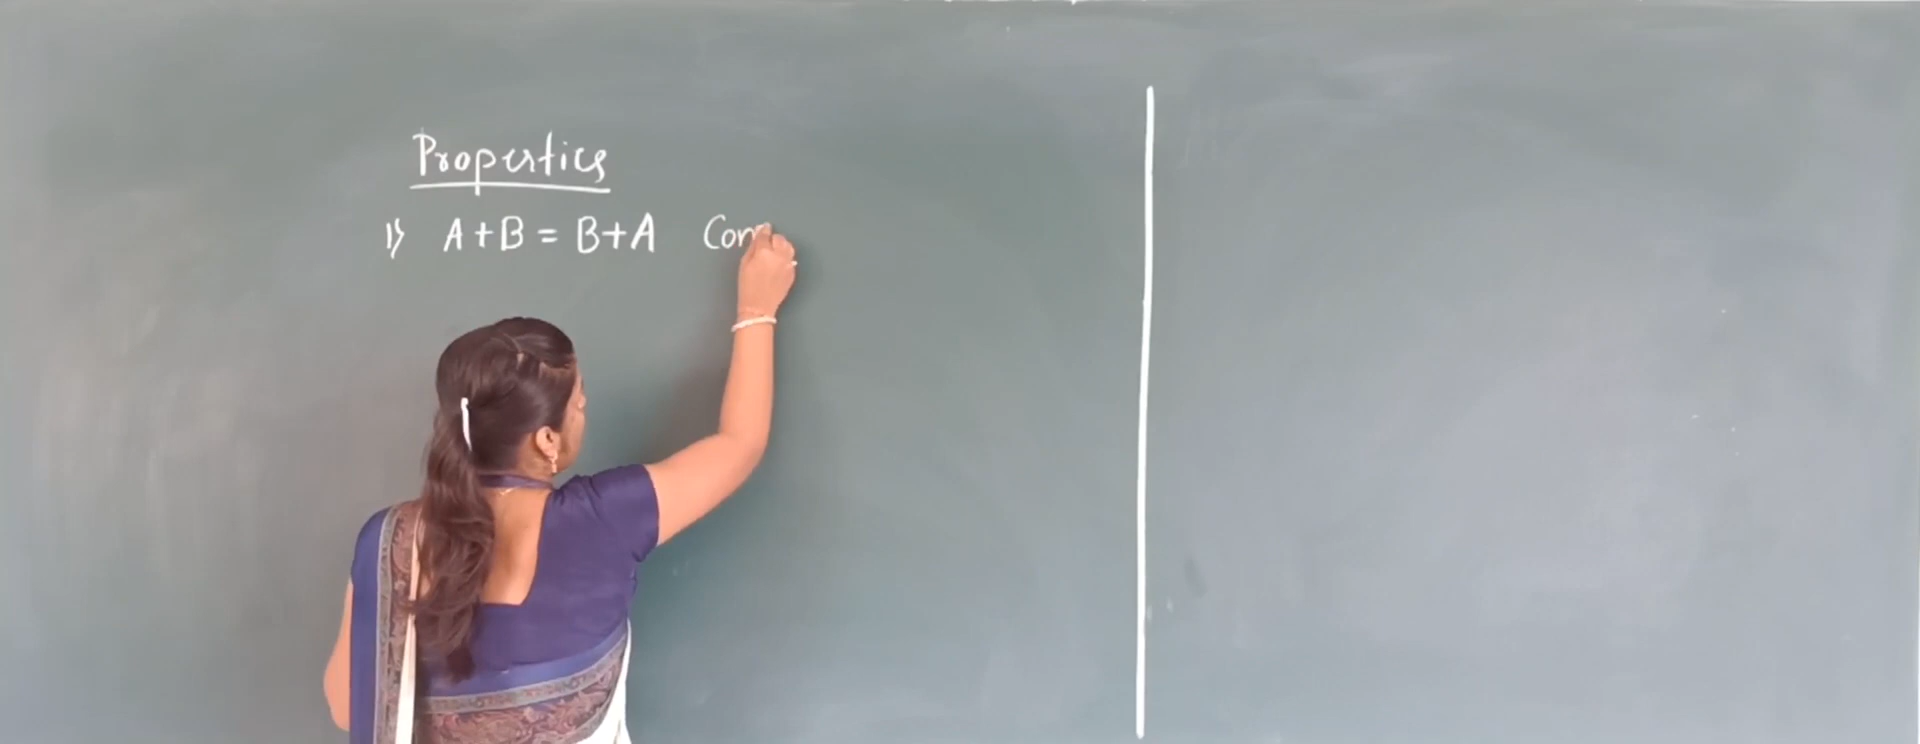 Properties
1) A+B = B+A Com